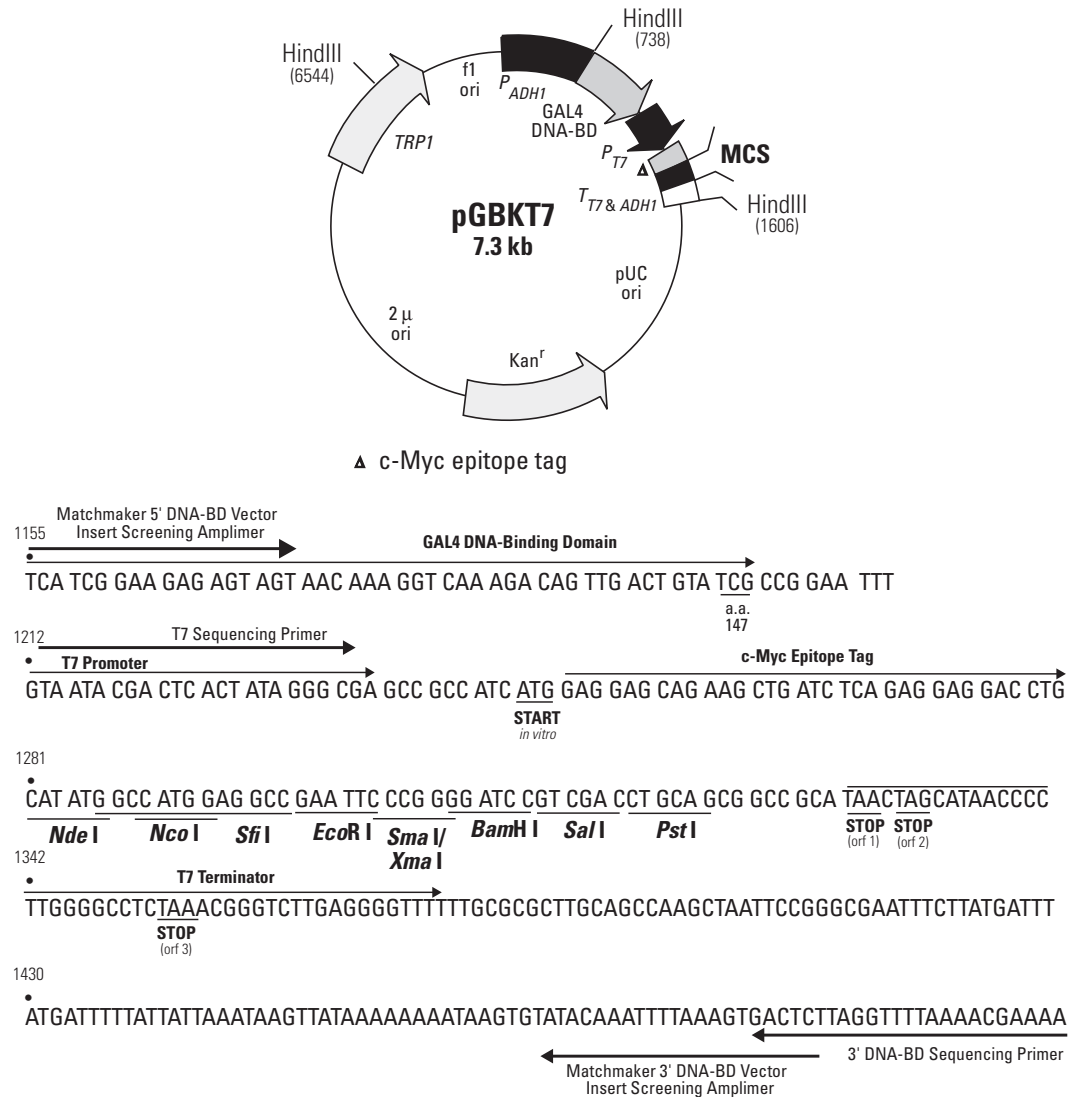 HindIII
(738)
HindIII
(6544)
f1
ori
PADH1
GAL4
DNA-BD
TRP1
PT7
MCS
TT7 & ADH1
HindIII
(1606)
pGBKT7
7.3 kb
pUC
ori
2 μ
ori
Kanr
c-Myc epitope tag
Matchmaker 5' DNA-BD Vector
Insert Screening Amplimer
1155
GAL4 DNA-Binding Domain
TCA TCG GAA GAG AGT AGT AAC AAA GGT CAA AGA CAG TTG ACT GTA TCG CCG GAA TTT
a.a.
147
1212
T7 Sequencing Primer
T7 Promoter
c-Myc Epitope Tag
GTA ATA CGA CTC ACT ATA GGG CGA GCC GCC ATC ATG GAG GAG CAG AAG CTG ATC TCA GAG GAG GAC CTG
START
in vitro
1281
CAT ATG GCC ATG GAG GCC GAA TTC CCG GGG ATC CGT CGA CCT GCA GCG GCC GCA TAACTAGCATAACCCC
Nde I
Nco I
Sfi I
EcoR I
Sma I/
Xma I
BamH I
Sal I
Pst I
STOP
(orf 1)
STOP
(orf 2)
1342
T7 Terminator
TTGGGGCCTCTAAACGGGTCTTGAGGGGTTTTTTGCGCGCTTGCAGCCAAGCTAATTCCGGGCGAATTTCTTATGATTT
STOP
(orf 3)
1430
ATGATTTTTATTATTAAATAAGTTATAAAAAAAATAAGTGTATACAAATTTTAAAGTGACTCTTAGGTTTTAAAACGAAAA
3' DNA-BD Sequencing Primer
Matchmaker 3' DNA-BD Vector
Insert Screening Amplimer